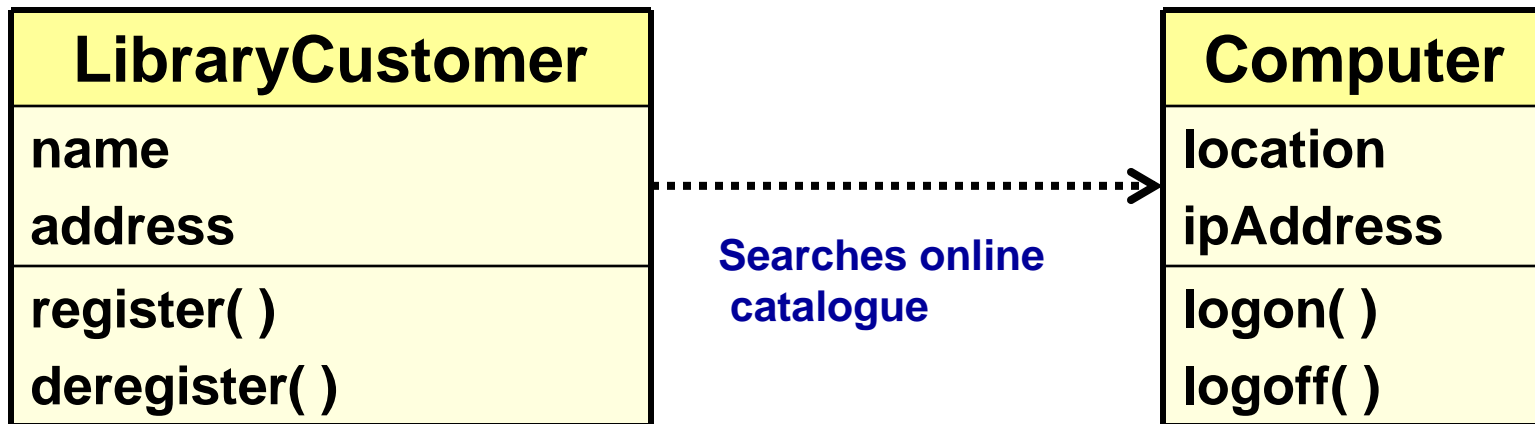 LibraryCustomer
name
address
register( )
deregister( )
Searches online
catalogue
Computer
location
ipAddress
logon( )
logoff( )